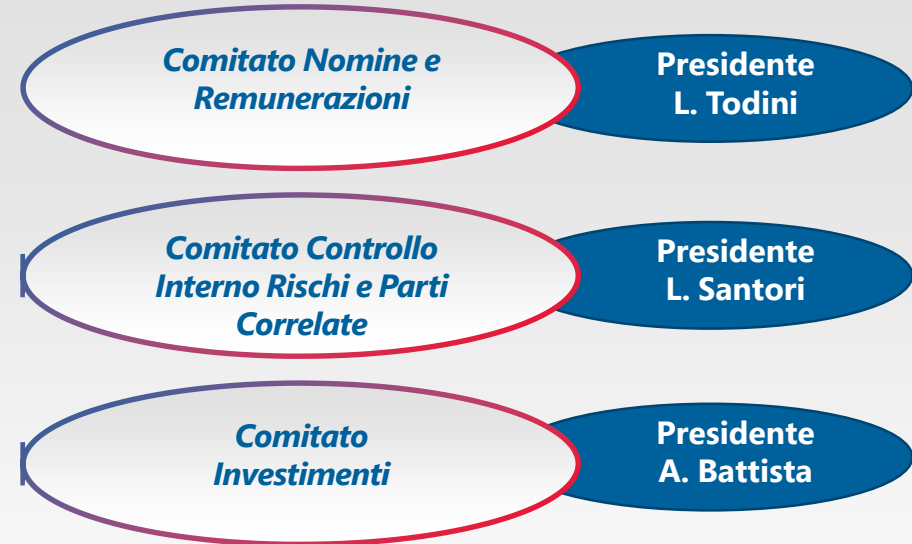 Comitato Nomine e
Remunerazioni
Presidente
L. Todini
Comitato Controllo
Interno Rischi e Parti
Correlate
Presidente
L. Santori
Comitato
Investimenti
Presidente
A. Battista